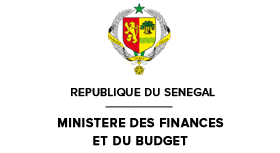 REPUBLIQUE DU SENEGAL
MINISTERE DES FINANCES
ET DU BUDGET